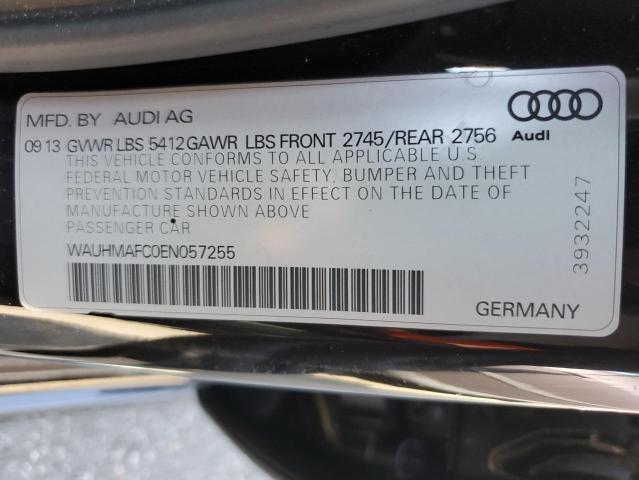 MFD. BY AUDI AG
09 13 GVWR LBS 5412 GAWR LBS FRONT 2745/REAR 2756
Audi
THIS VEHICLE CONFORMS TO ALL APPLICABLE U.S.
FEDERAL MOTOR VEHICLE SAFETY, BUMPER AND THEFT
PREVENTION STANDARDS IN EFFECT ON THE DATE OF
MANUFACTURE SHOWN ABOVE
PASSENGER CAR
WAUHMAFC0EN057255
3932247
GERMANY